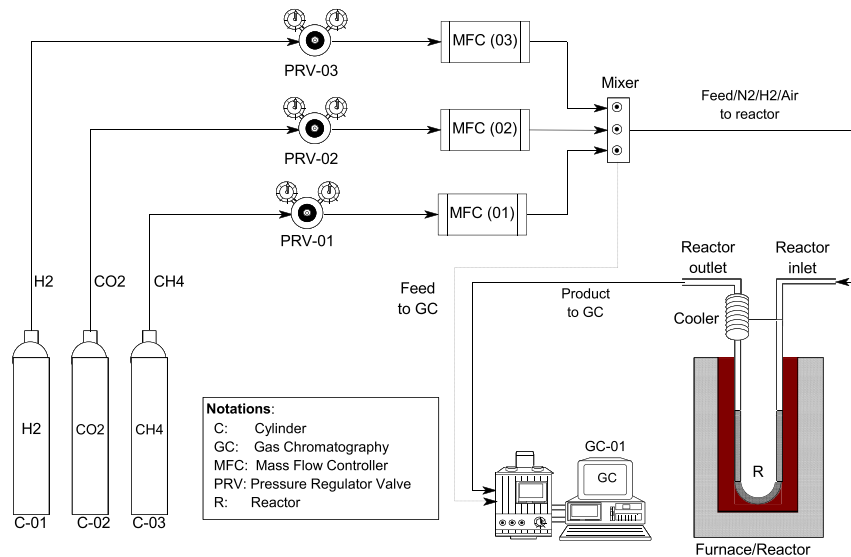 PRV-03
MFC (03)
Mixer
Feed/N2/H2/Air
to reactor
PRV-02
MFC (02)
PRV-01
MFC (01)
H2
CO2
CH4
Feed
to GC
Product
to GC
Reactor
outlet
Reactor
inlet
Cooler
H2
CO2
CH4
C-01
C-02
C-03
Notations:
C: Cylinder
GC: Gas Chromatography
MFC: Mass Flow Controller
PRV: Pressure Regulator Valve
R: Reactor
GC-01
GC
R
Furnace/Reactor